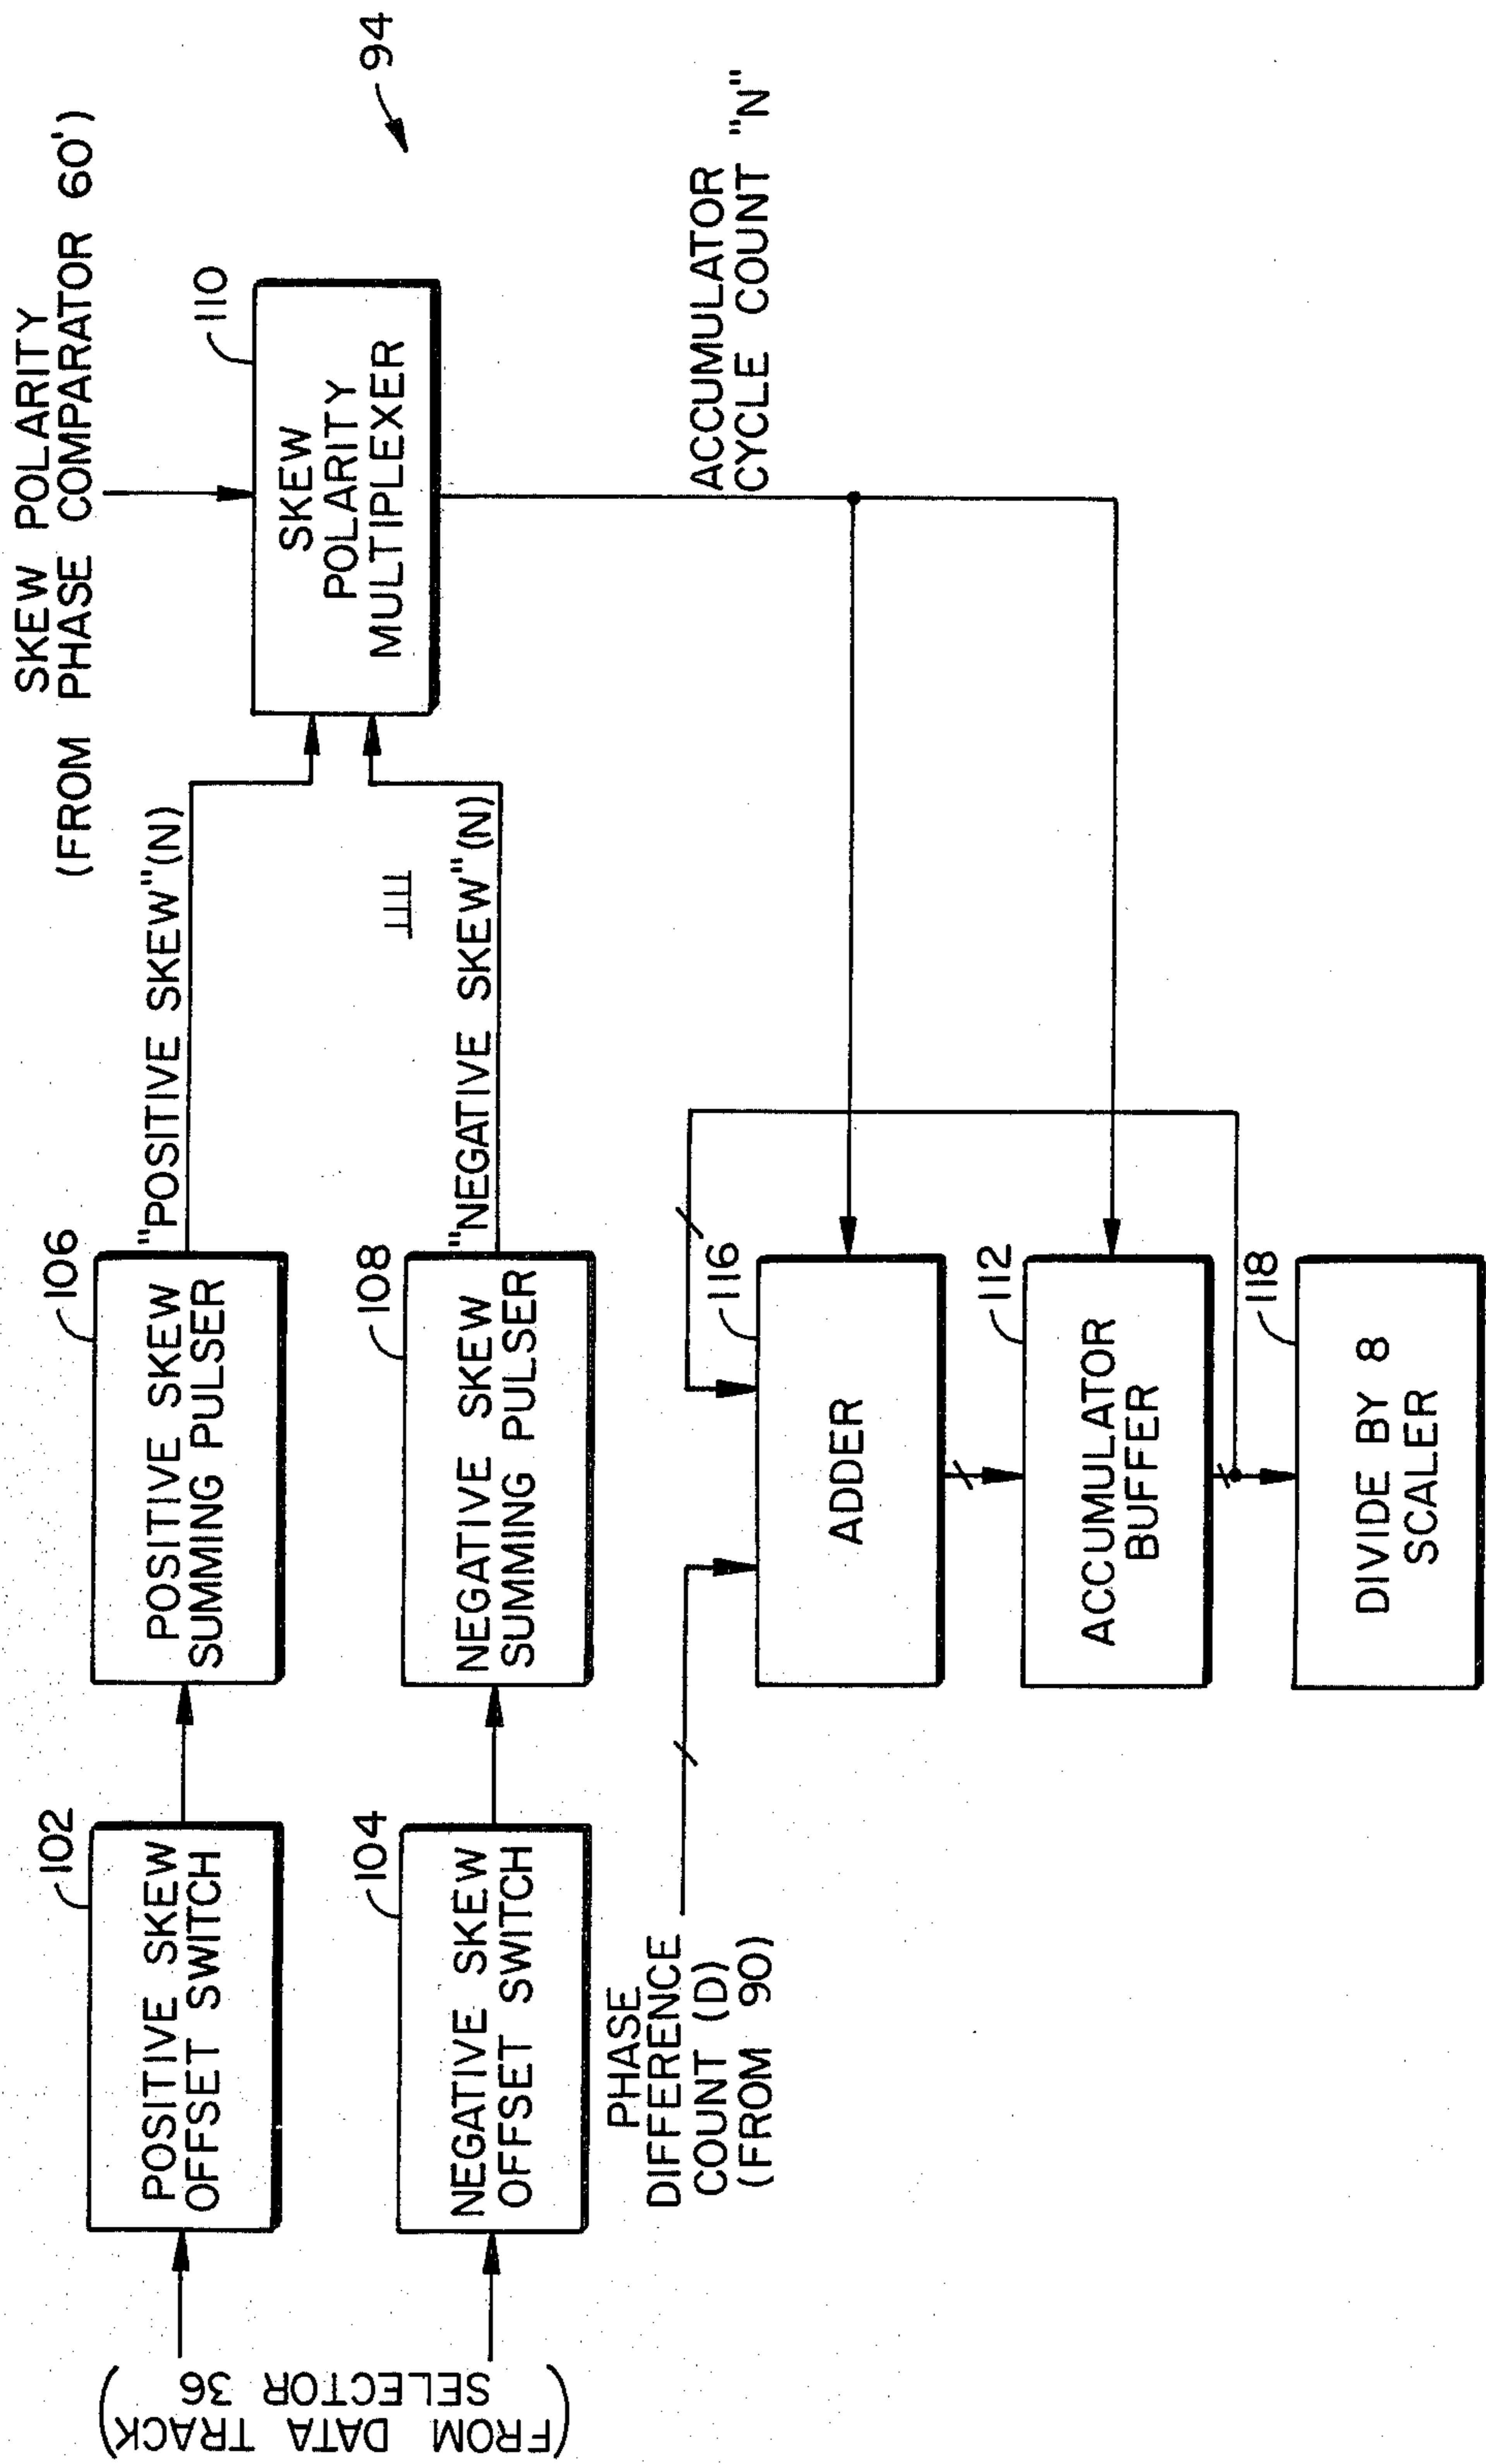 SKEW POLARITY
(FROM PHASE COMPARATOR 60')
94
102
POSITIVE SKEW
OFFSET SWITCH
106
POSITIVE SKEW
SUMMING PULSER
"POSITIVE SKEW"(N)
110
SKEW
POLARITY
MULTIPLEXER
(FROM DATA TRACK
SELECTOR 36)
104
NEGATIVE SKEW
OFFSET SWITCH
108
NEGATIVE SKEW
SUMMING PULSER
"NEGATIVE SKEW"(N)
PHASE
DIFFERENCE
COUNT (D)
(FROM 90)
116
ADDER
ACCUMULATOR
CYCLE COUNT "N"
112
ACCUMULATOR
BUFFER
118
DIVIDE BY 8
SCALER